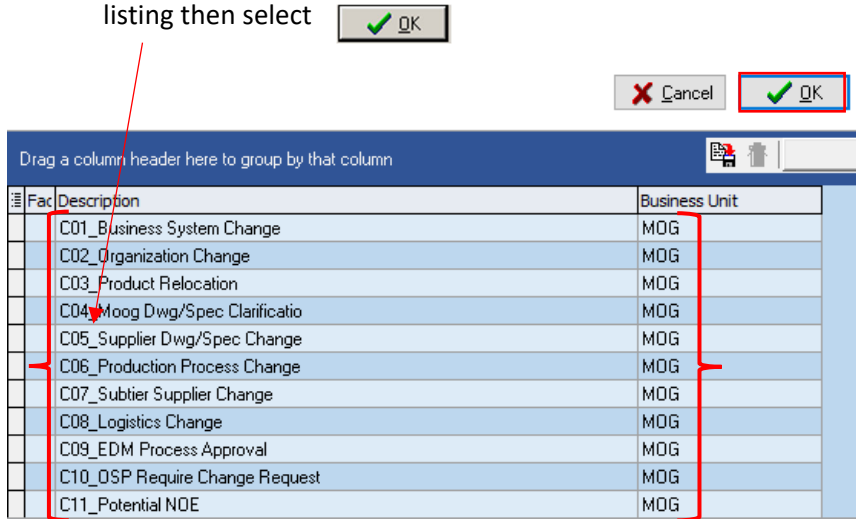 listing then select OK
Cancel OK
Drag a column header here to group by that column
Fac Description Business Unit
C01_Business System Change MOG
C02_Organization Change MOG
C03_Product Relocation MOG
C04_Moog Dwg/Spec Clarificatio MOG
C05_Supplier Dwg/Spec Change MOG
C06_Production Process Change MOG
C07_Subtier Supplier Change MOG
C08_Logistics Change MOG
C09_EDM Process Approval MOG
C10_OSP Require Change Request MOG
C11_Potential NOE MOG